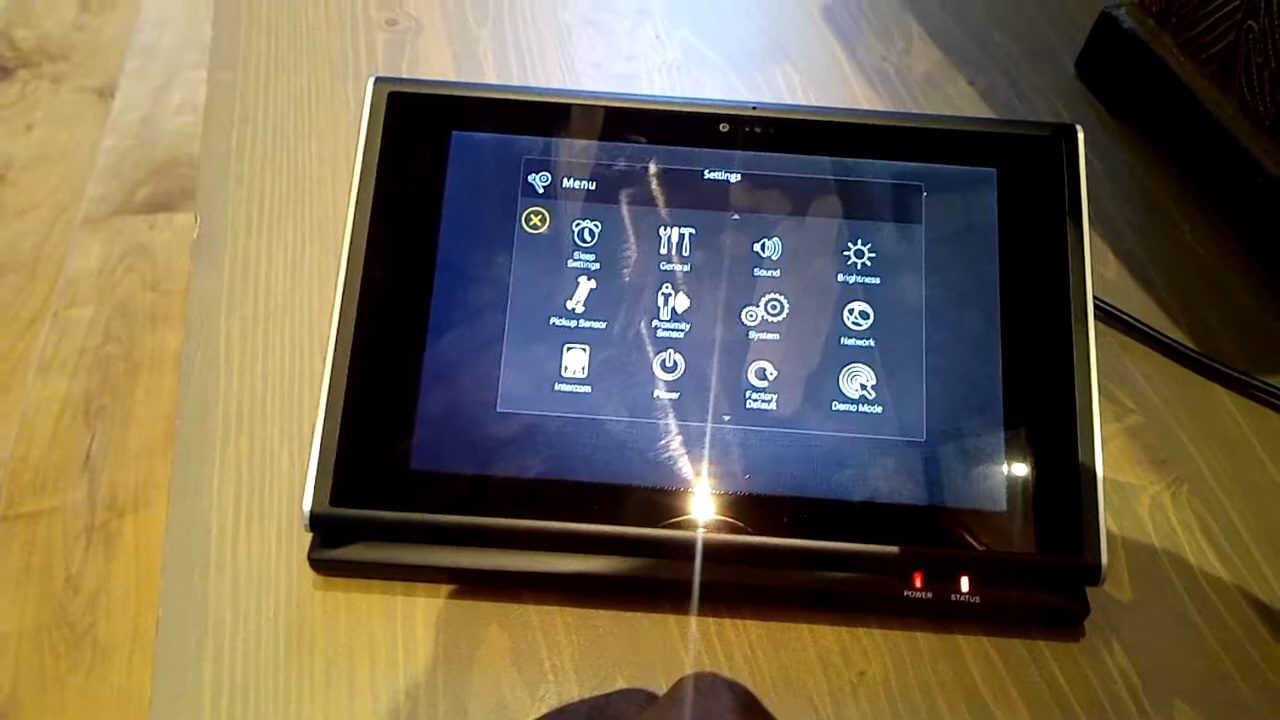 Settings
Menu
Sleep
Settings
General
Sound
Brightness
Pickup Sensor
Proximity
Sensor
System
Network
Intercom
Power
Factory
Default
Demo Mode
POWER
STATUS